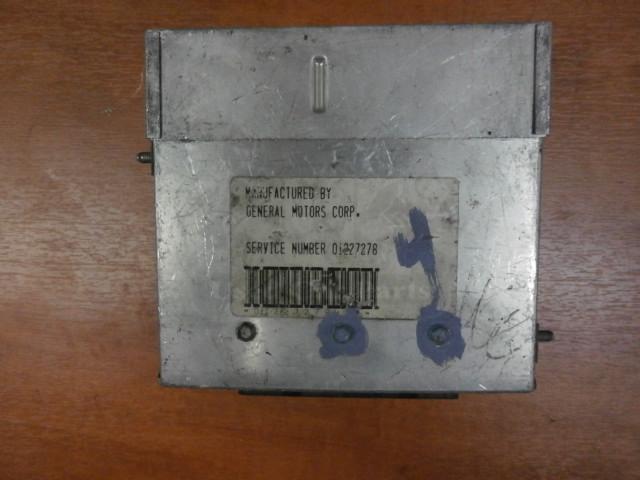 MANUFACTURED BY
GENERAL MOTORS CORP.
SERVICE NUMBER 01227278